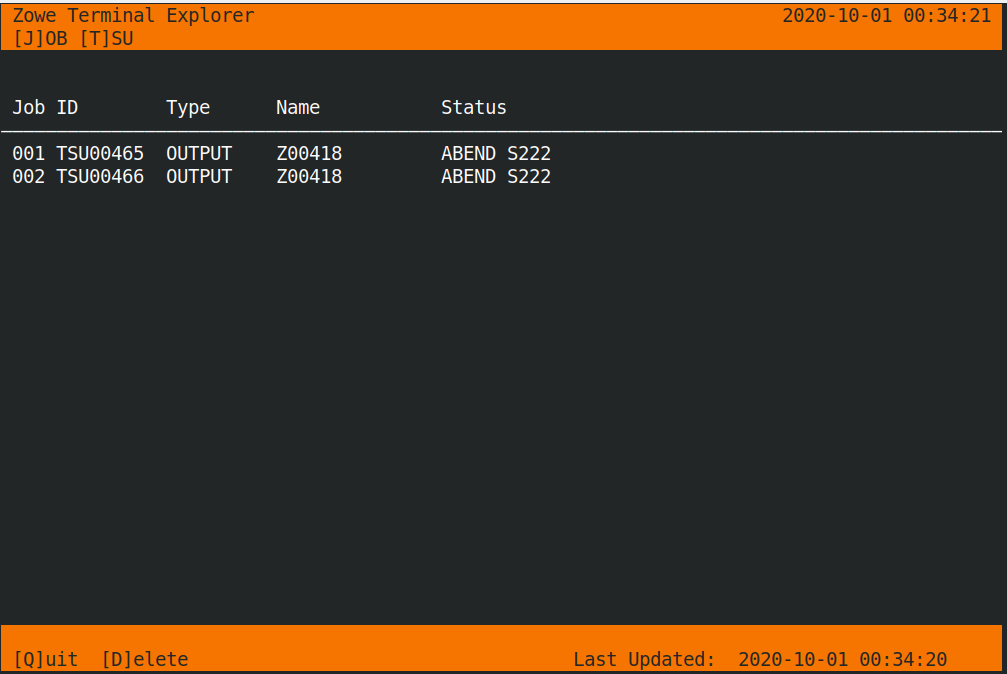 Zowe Terminal Explorer 2020-10-01 00:34:21
[J]OB [T]SU
Job ID Type Name Status
001 TSU00465 OUTPUT Z00418 ABEND S222
002 TSU00466 OUTPUT Z00418 ABEND S222
[Q]uit [D]elete Last Updated: 2020-10-01 00:34:20